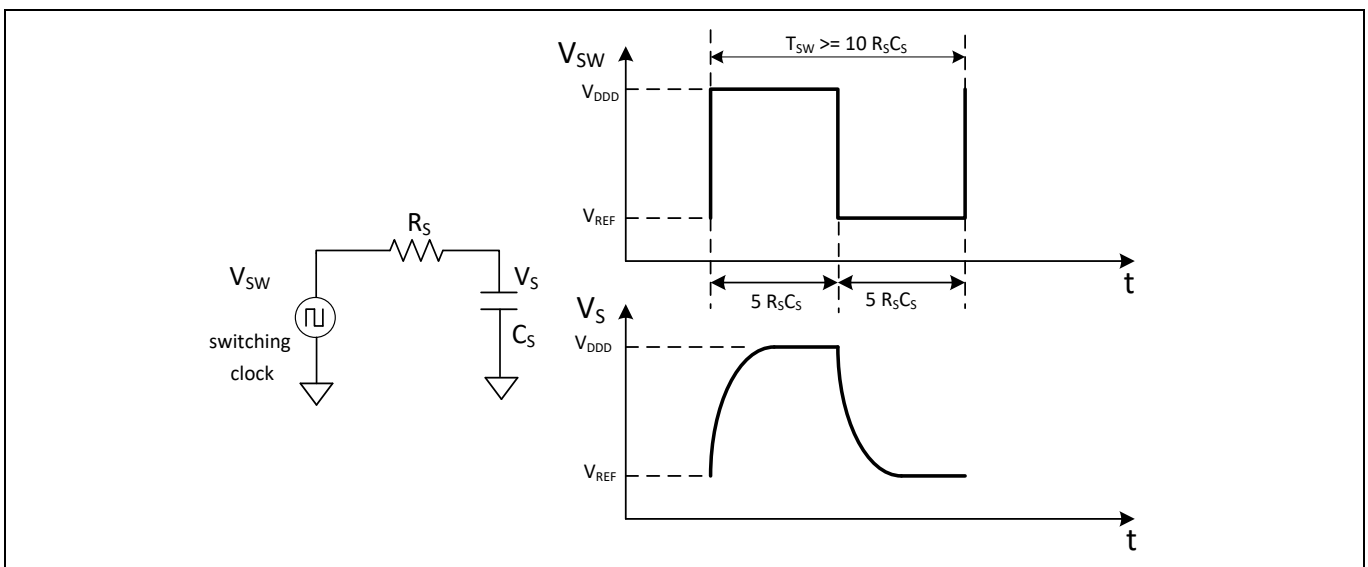 V_SW
switching
clock
R_S
V_S
C_S
V_SW
T_SW >= 10 R_SC_S
V_DDD
V_REF
t
5 R_SC_S
5 R_SC_S
V_S
V_DDD
V_REF
t